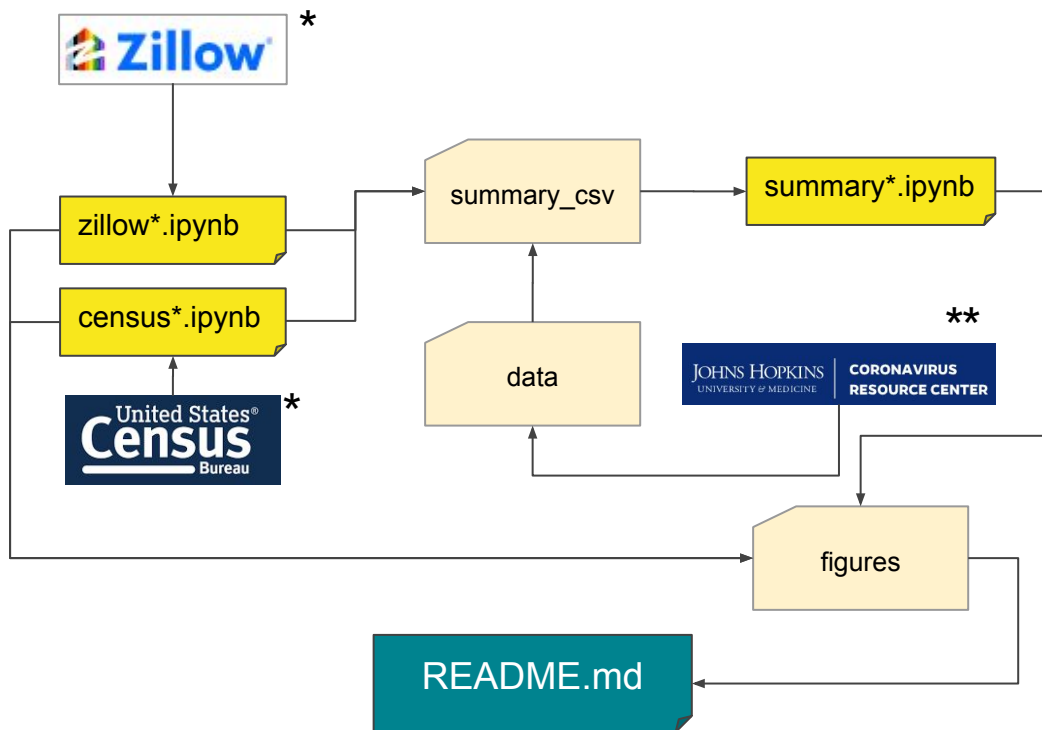 *
Zillow®
zillow*.ipynb
summary_csv
summary*.ipynb
census*.ipynb
**
data
JOHNS HOPKINS
UNIVERSITY & MEDICINE
CORONAVIRUS
RESOURCE CENTER
*
United States®
Census
Bureau
figures
README.md